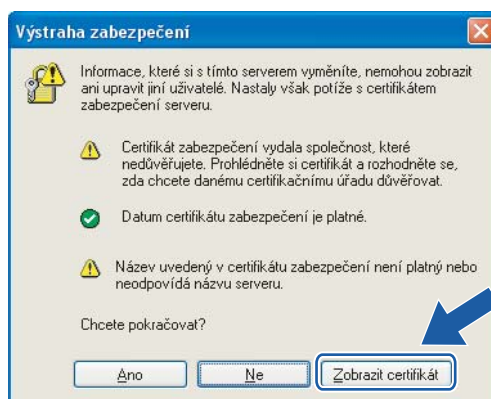 Výstraha zabezpečení
Informace, které si s tímto serverem vyměníte, nemohou zobrazit
ani upravit jiní uživatelé. Nastaly však potíže s certifikátem
zabezpečení serveru.
Certifikát zabezpečení vydala společnost, které
nedůvěřujete. Prohlédněte si certifikát a rozhodněte se,
zda chcete danému certifikačnímu úřadu důvěřovat.
Datum certifikátu zabezpečení je platné.
Název uvedený v certifikátu zabezpečení není platný nebo
neodpovídá názvu serveru.
Chcete pokračovat?
Ano Ne Zobrazit certifikát